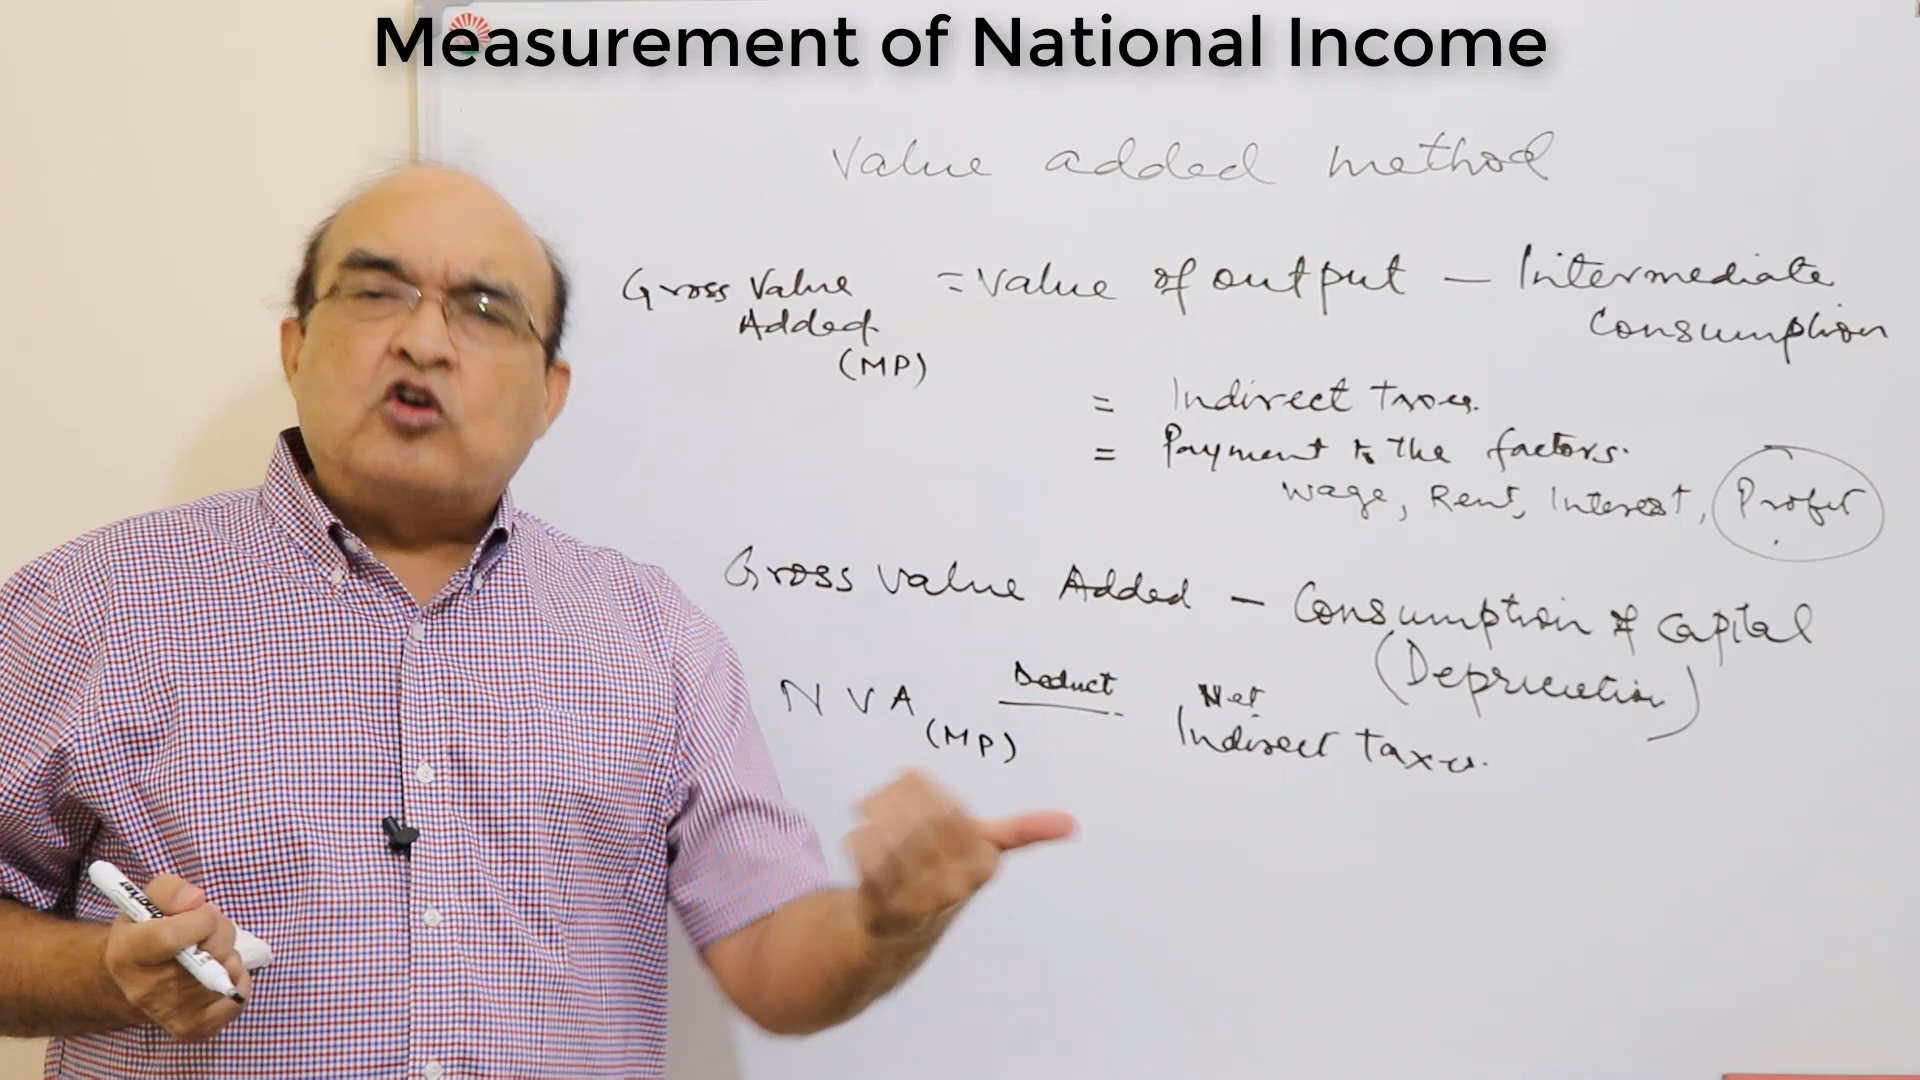 Measurement of National Income
Value added method
Gross Value = Value of output - Intermediate
Added Consumption
(MP)
= Indirect Taxes.
= Payment to the factors.
Wage, Rent, Interest, Profit
Gross Value Added - Consumption of Capital
(Depriciation)
NVA Deduct Net
(MP) Indirect Taxes.